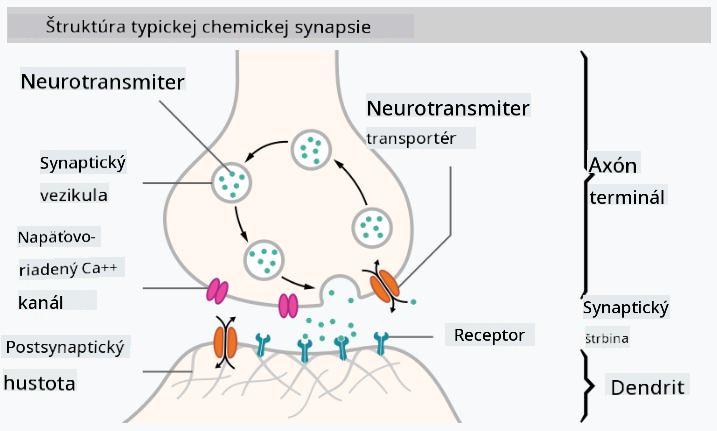 Štruktúra typickej chemickej synapsie
Neurotransmiter
Neurotransmiter
transportér
Synaptický
vezikula
Axón
terminál
Napäťovo-
riadený Ca++
kanál
Synaptický
štrbina
Receptor
Postsynaptický
hustota
Dendrit